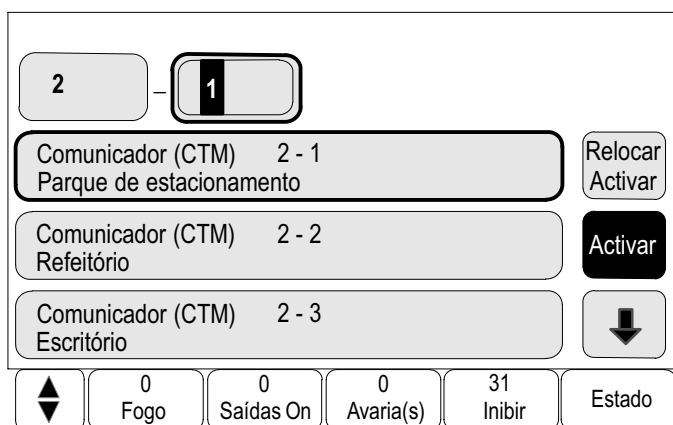 2 – 1
Comunicador (CTM) 2 - 1
Parque de estacionamento
Relocar
Activar
Comunicador (CTM) 2 - 2
Refeitório
Activar
Comunicador (CTM) 2 - 3
Escritório
0 0 0 31
Fogo Saídas On Avaria(s) Inibir Estado